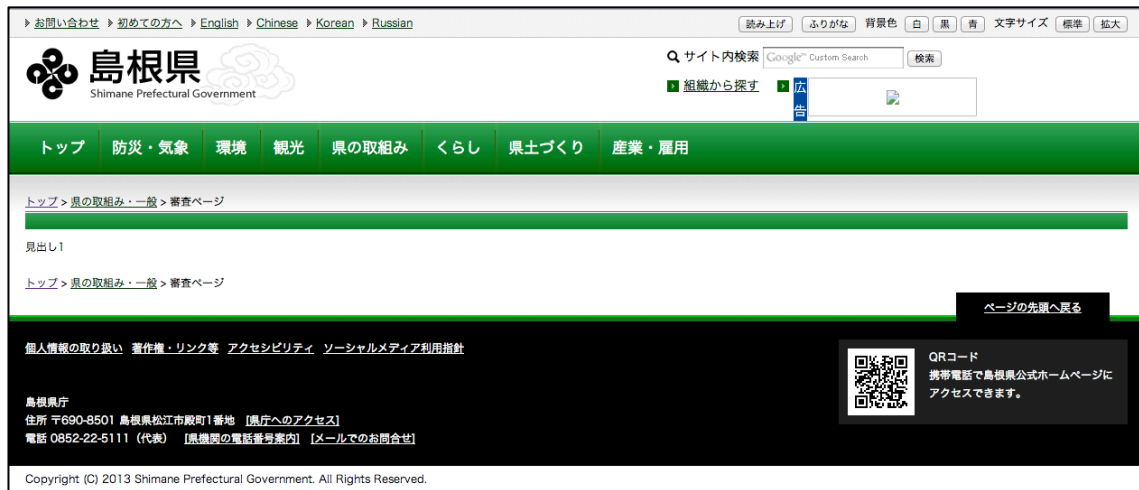 お問い合わせ 初めての方へ English Chinese Korean Russian 読み上げ ふりがな 背景色 白 黒 青 文字サイズ 標準 拡大
島根県
Shimane Prefectural Government
サイト内検索 Google™ Custom Search 検索
組織から探す 広告
トップ 防災・気象 環境 観光 県の取組み くらし 県土づくり 産業・雇用
トップ > 県の取組み・一般 > 審査ページ
見出し1
トップ > 県の取組み・一般 > 審査ページ
ページの先頭へ戻る
個人情報の取り扱い 著作権・リンク等 アクセシビリティ ソーシャルメディア利用指針
QRコード
携帯電話で島根県公式ホームページに
アクセスできます。
島根県庁
住所 〒690-8501 島根県松江市殿町1番地 [県庁へのアクセス]
電話 0852-22-5111（代表） [県機関の電話番号案内] [メールでのお問合せ]
Copyright (C) 2013 Shimane Prefectural Government. All Rights Reserved.